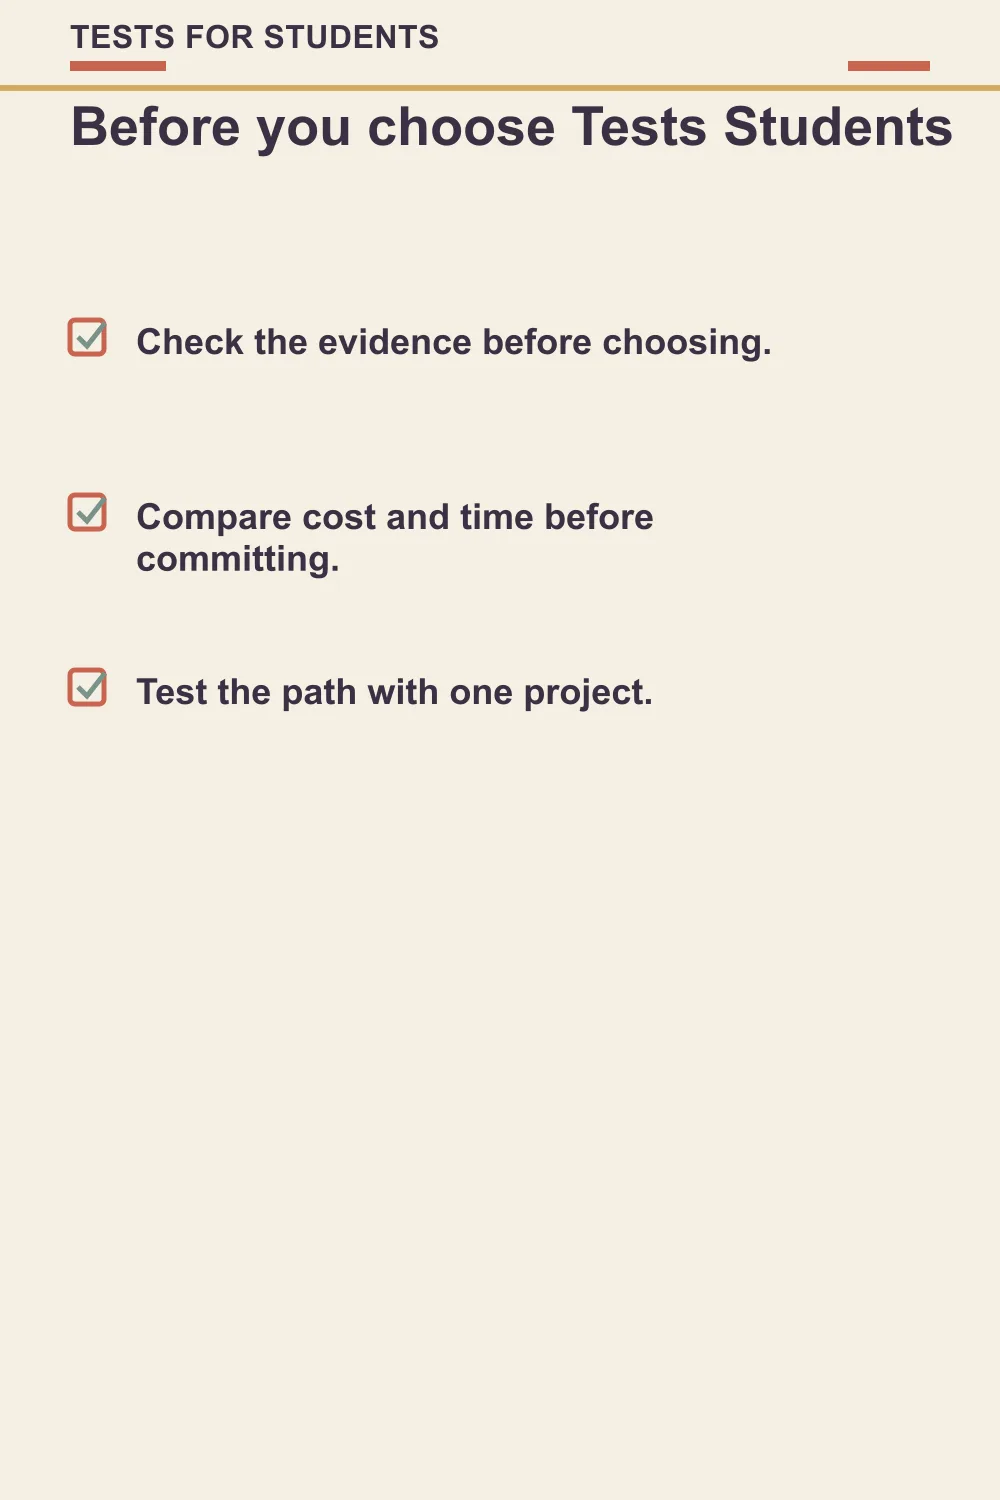 TESTS FOR STUDENTS
Before you choose Tests Students
Check the evidence before choosing.
Compare cost and time before
committing.
Test the path with one project.